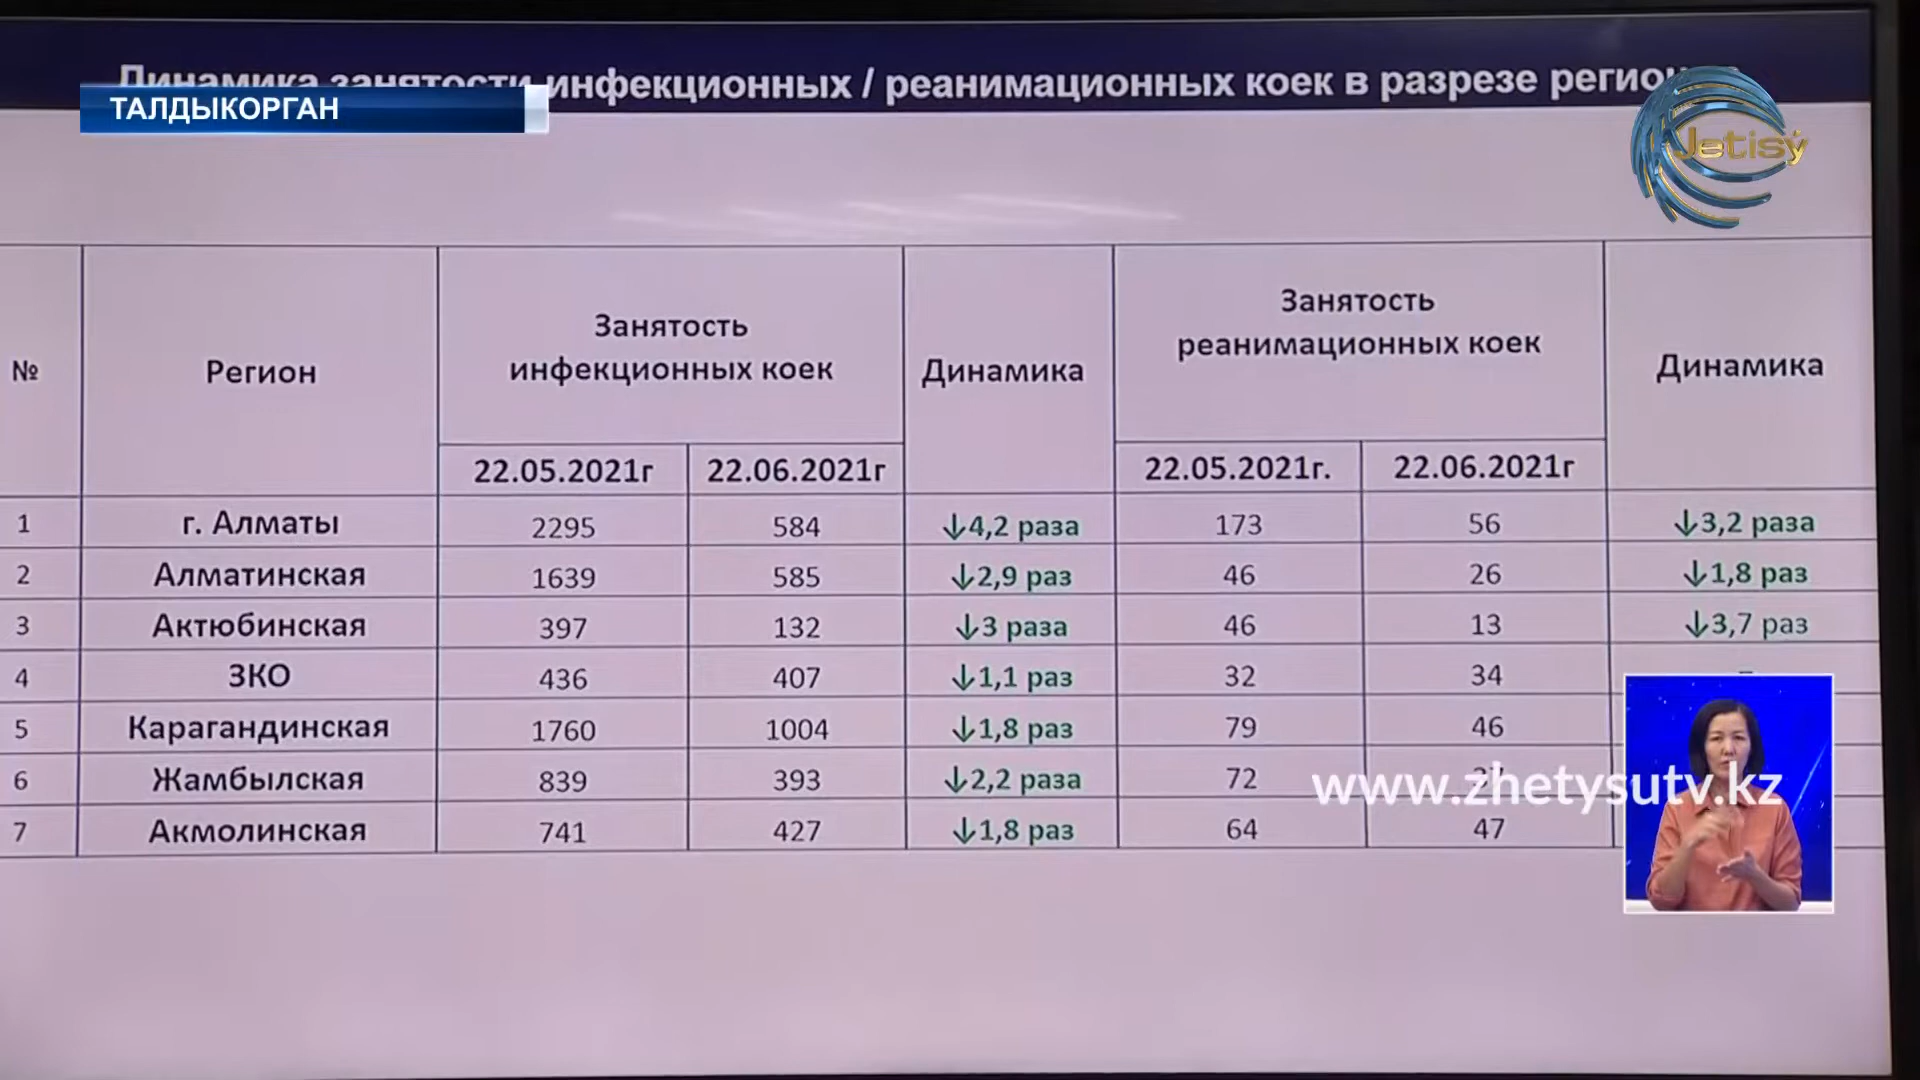 Динамика занятости инфекционных / реанимационных коек в разрезе регионов
ТАЛДЫКОРГАН
Jetisý
№ Регион Занятость инфекционных коек Динамика Занятость реанимационных коек Динамика
22.05.2021г 22.06.2021г 22.05.2021г. 22.06.2021г
1 г. Алматы 2295 584 ↓4,2 раза 173 56 ↓3,2 раза
2 Алматинская 1639 585 ↓2,9 раз 46 26 ↓1,8 раз
3 Актюбинская 397 132 ↓3 раза 46 13 ↓3,7 раз
4 ЗКО 436 407 ↓1,1 раз 32 34 –
5 Карагандинская 1760 1004 ↓1,8 раз 79 46
6 Жамбылская 839 393 ↓2,2 раза 72
www.zhetysutv.kz
7 Акмолинская 741 427 ↓1,8 раз 64 47